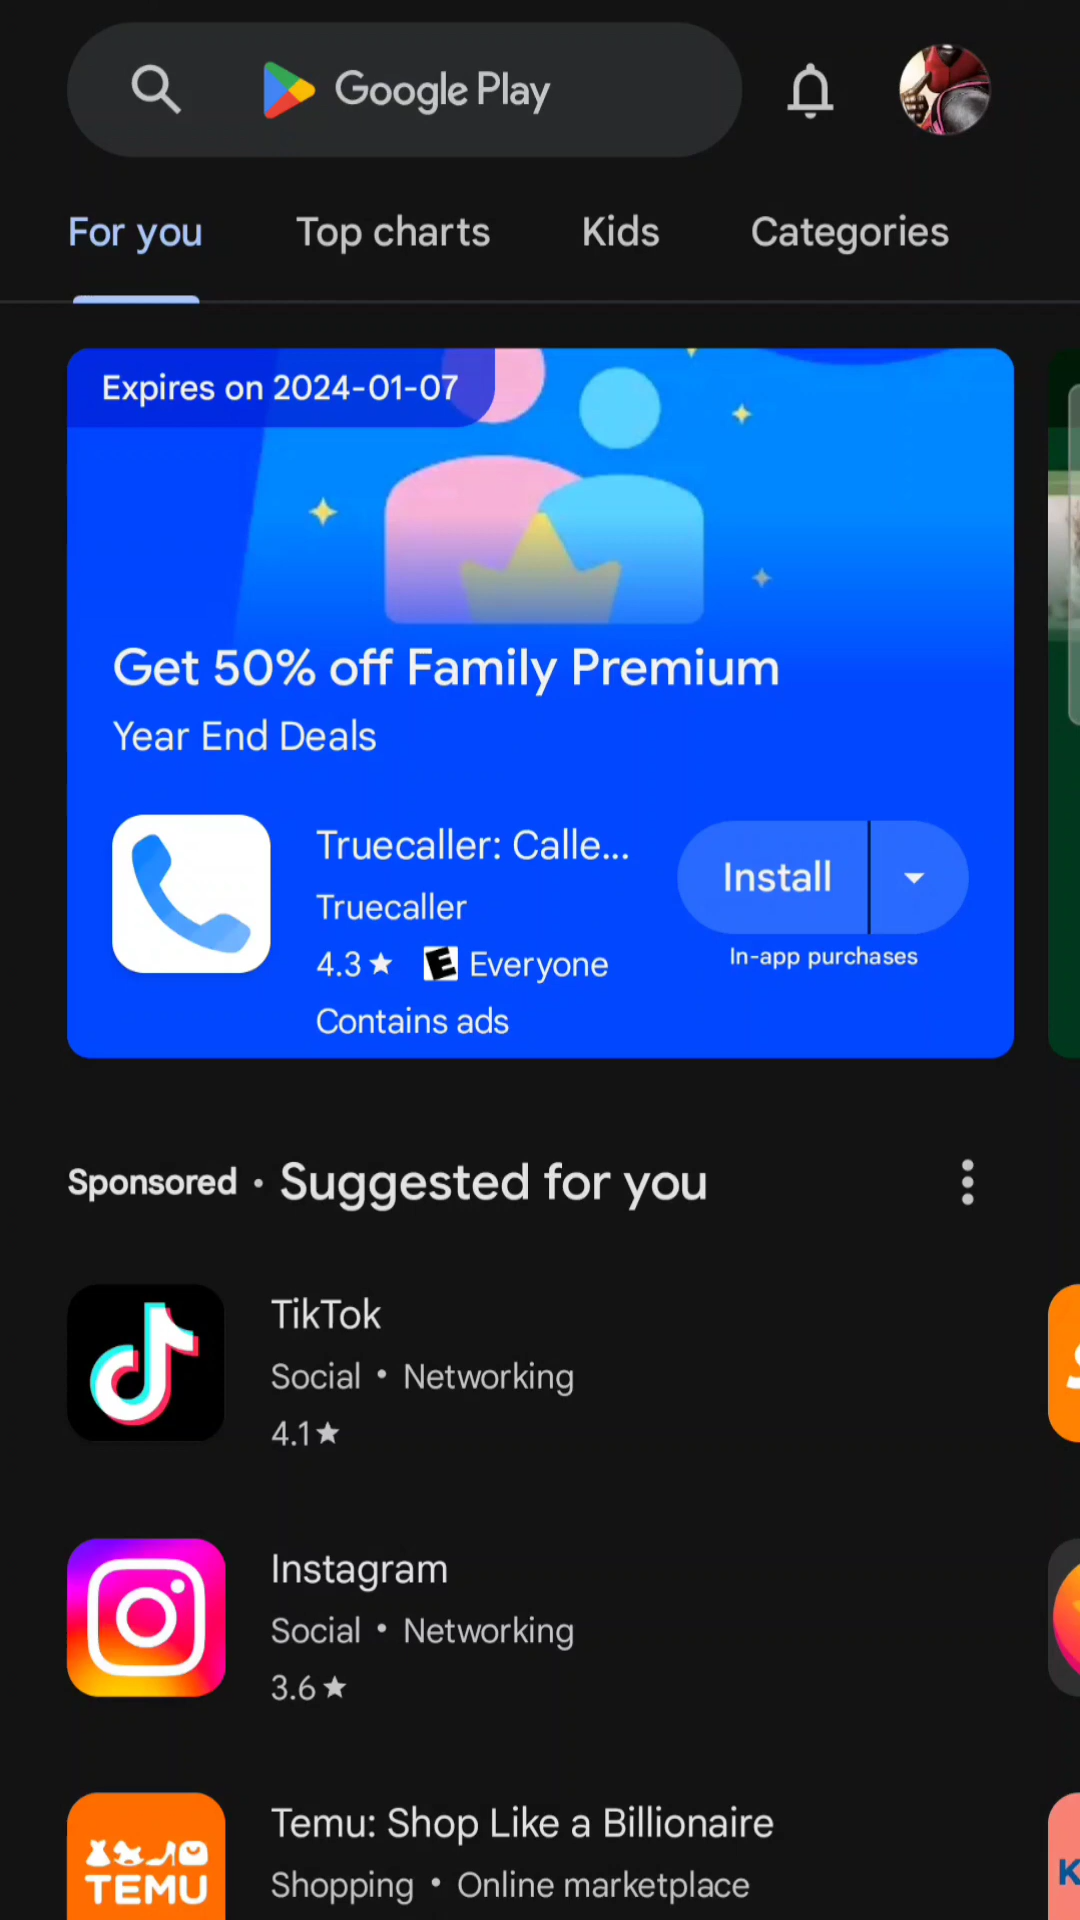 Google Play
For you Top charts Kids Categories
Expires on 2024-01-07
Get 50% off Family Premium
Year End Deals
Truecaller: Calle...
Truecaller
4.3★ E Everyone
Contains ads
Install
In-app purchases
Sponsored • Suggested for you
TikTok
Social • Networking
4.1★
Instagram
Social • Networking
3.6★
TEMU
Temu: Shop Like a Billionaire
Shopping • Online marketplace
K